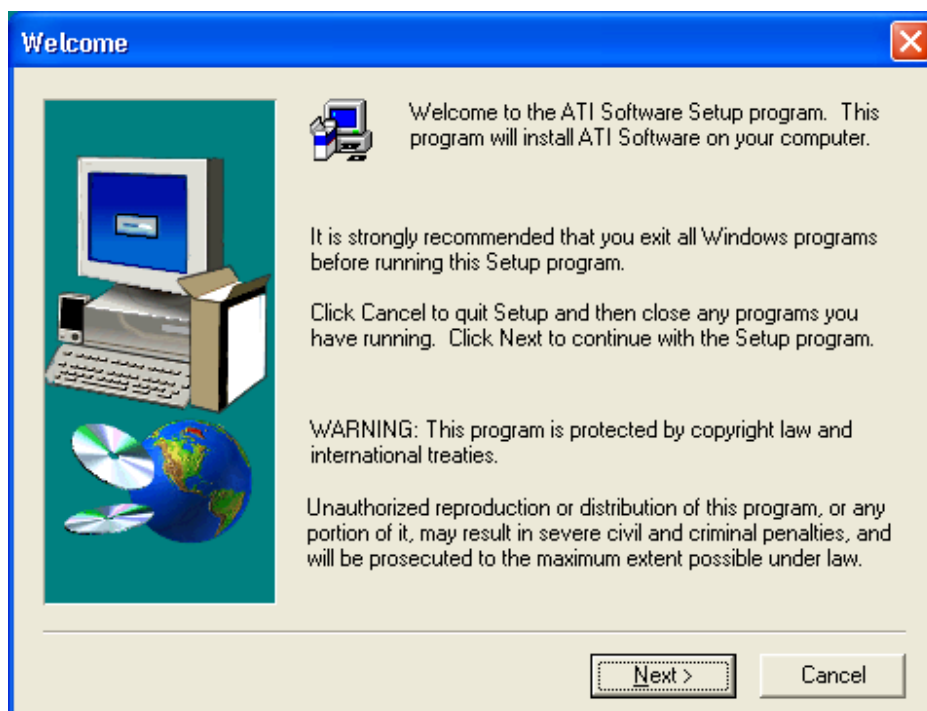 Welcome
Welcome to the ATI Software Setup program.  This
program will install ATI Software on your computer.
It is strongly recommended that you exit all Windows programs
before running this Setup program.
Click Cancel to quit Setup and then close any programs you
have running.  Click Next to continue with the Setup program.
WARNING: This program is protected by copyright law and
international treaties.
Unauthorized reproduction or distribution of this program, or any
portion of it, may result in severe civil and criminal penalties, and
will be prosecuted to the maximum extent possible under law.
Next >
Cancel